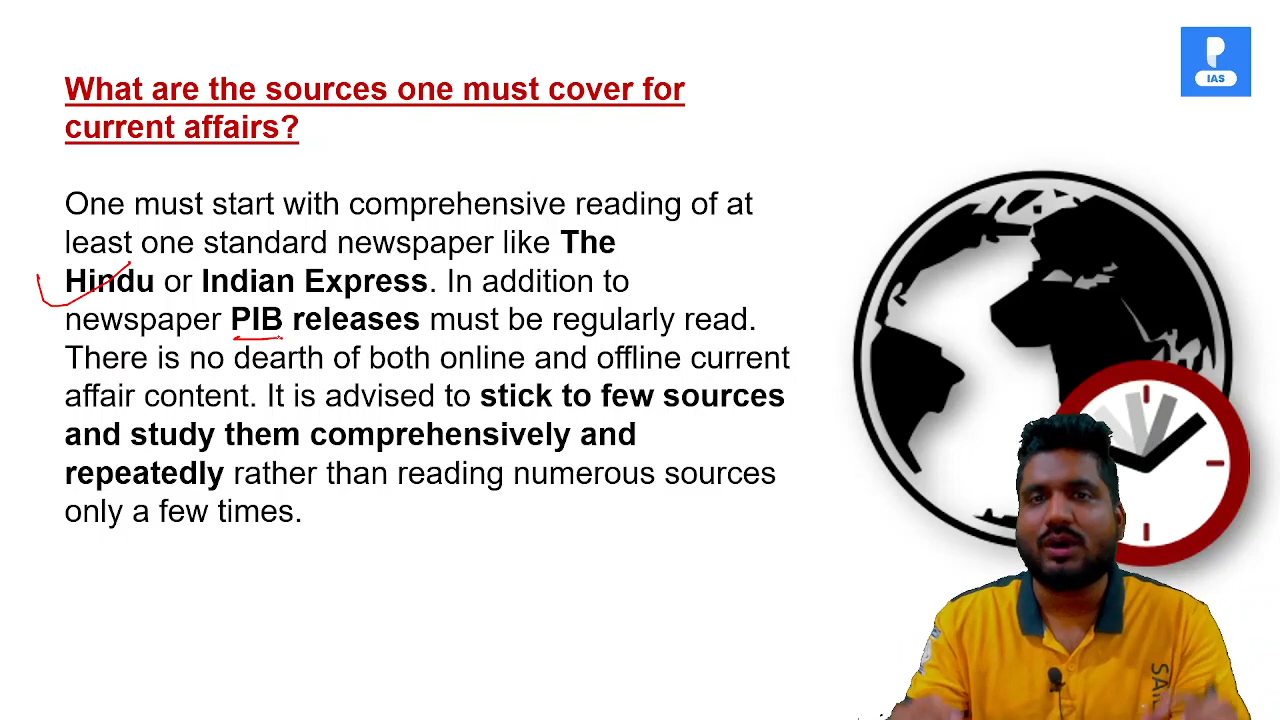 What are the sources one must cover for
current affairs?
One must start with comprehensive reading of at
least one standard newspaper like The
Hindu or Indian Express. In addition to
newspaper PIB releases must be regularly read.
There is no dearth of both online and offline current
affair content. It is advised to stick to few sources
and study them comprehensively and
repeatedly rather than reading numerous sources
only a few times.
P
IAS